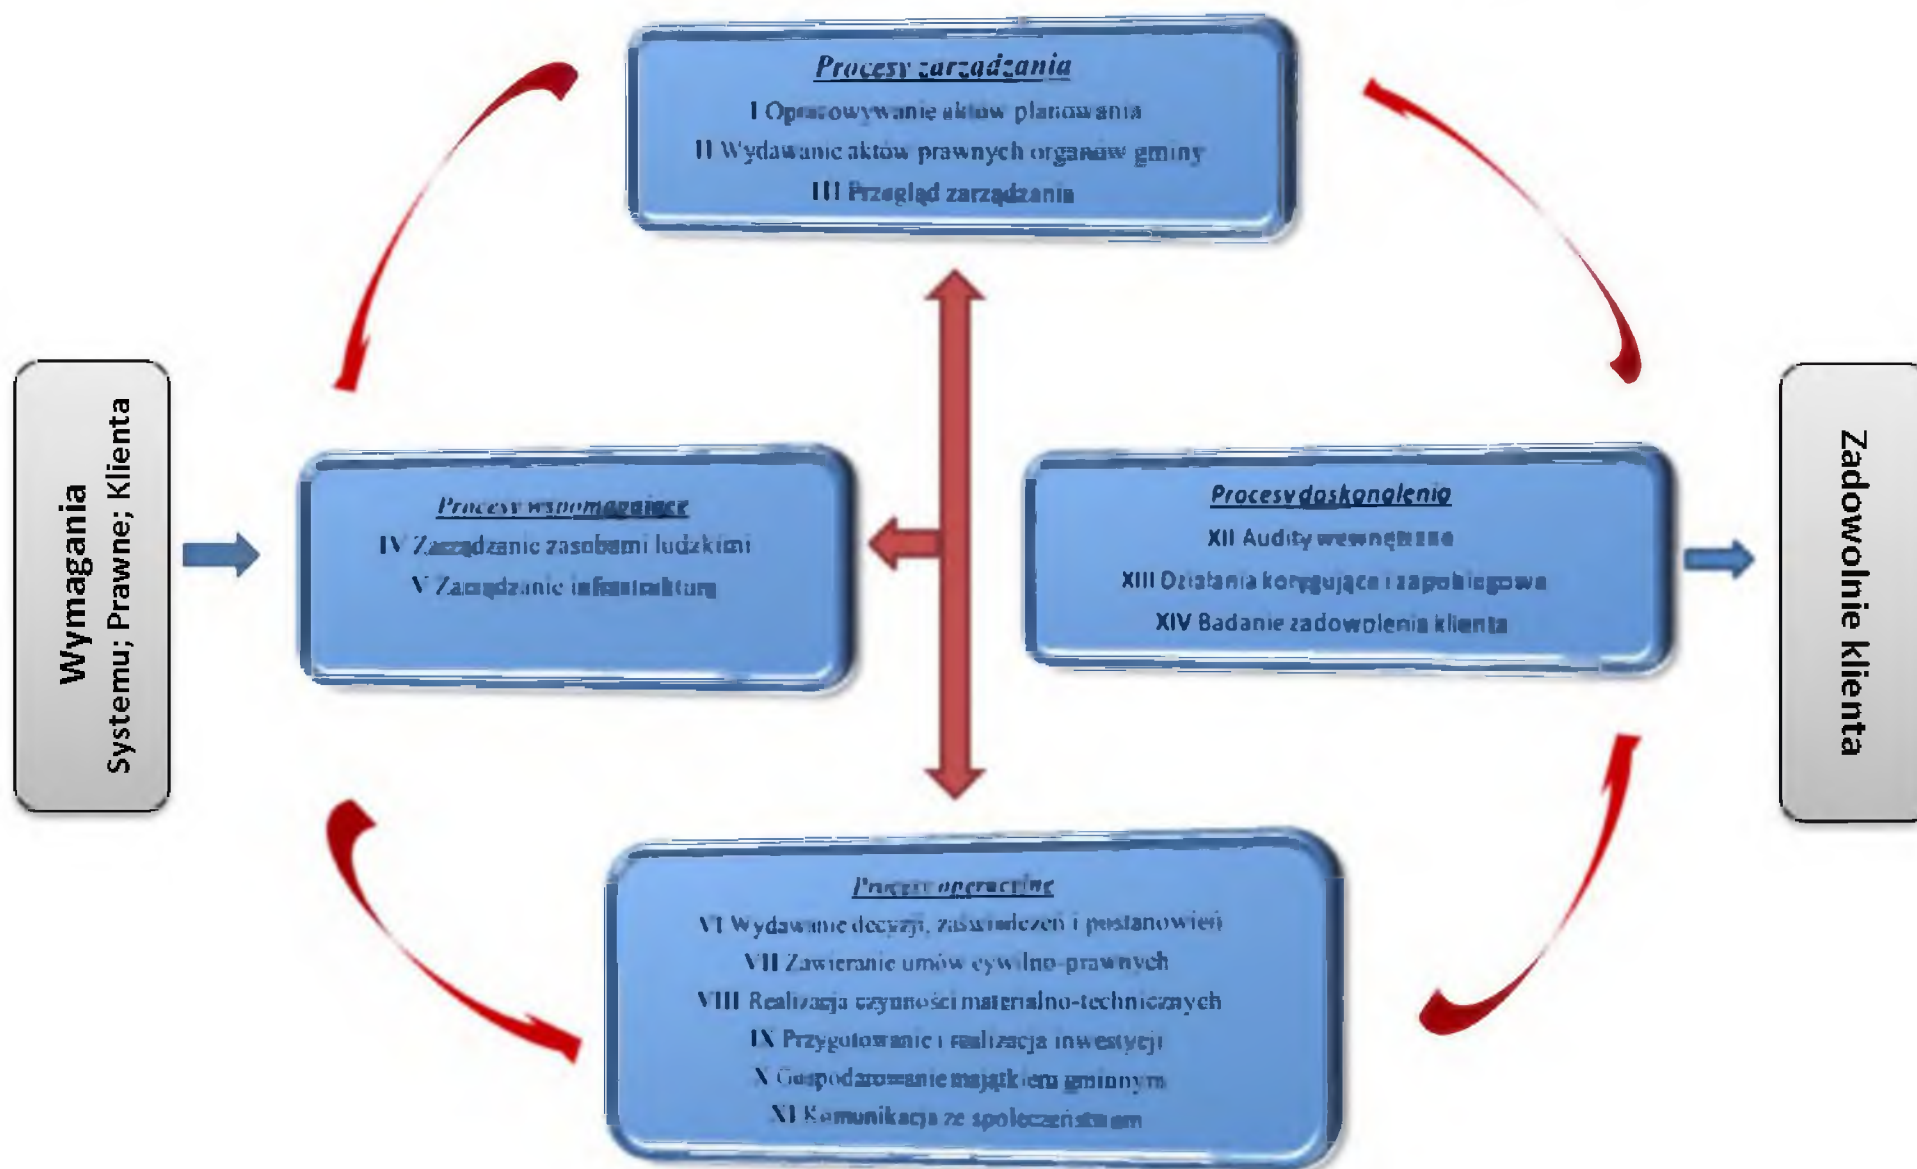 Procesy zarządzania
I Opracowywanie aktów planowania
II Wydawanie aktów prawnych organów gminy
III Przegląd zarządzania
Wymagania
Systemu; Prawne; Klienta
Procesy wspomagające
IV Zarządzanie zasobami ludzkimi
V Zarządzanie infrastrukturą
Procesy doskonalenia
XII Audity wewnętrzne
XIII Działania korygujące i zapobiegowa
XIV Badanie zadowolenia klienta
Zadowolnie klienta
Procesy operacyjne
VI Wydawanie decyzji, zaświadczeń i postanowień
VII Zawieranie umów cywilno-prawnych
VIII Realizacja czynności materialno-technicznych
IX Przygotowanie i realizacja inwestycji
X Gospodarowanie majątkiem gminnym
XI Komunikacja ze społeczeństwem